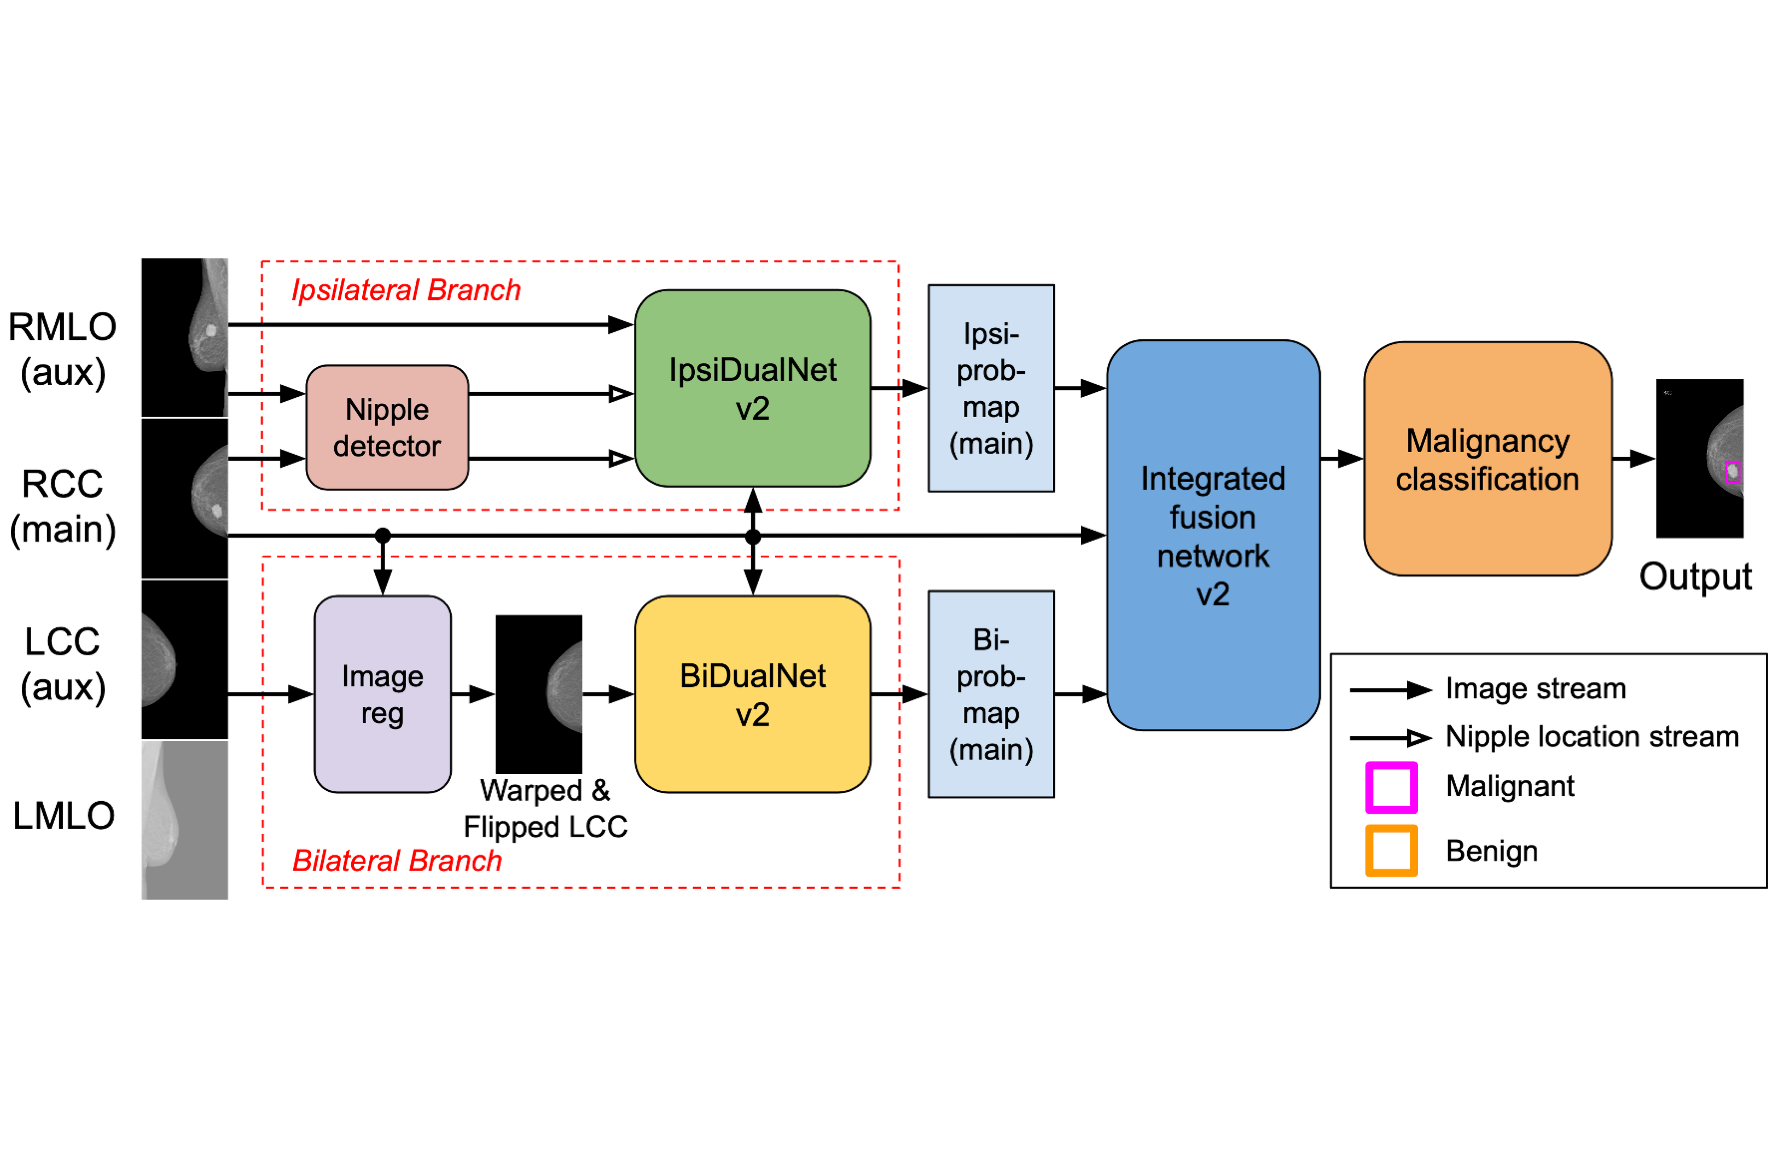 RMLO
(aux)
RCC
(main)
LCC
(aux)
LMLO
Ipsilateral Branch
Nipple
detector
IpsiDualNet
v2
Ipsi-
prob-
map
(main)
Image
reg
Warped &
Flipped LCC
BiDualNet
v2
Bilateral Branch
Bi-
prob-
map
(main)
Integrated
fusion
network
v2
Malignancy
classification
Output
Image stream
Nipple location stream
Malignant
Benign